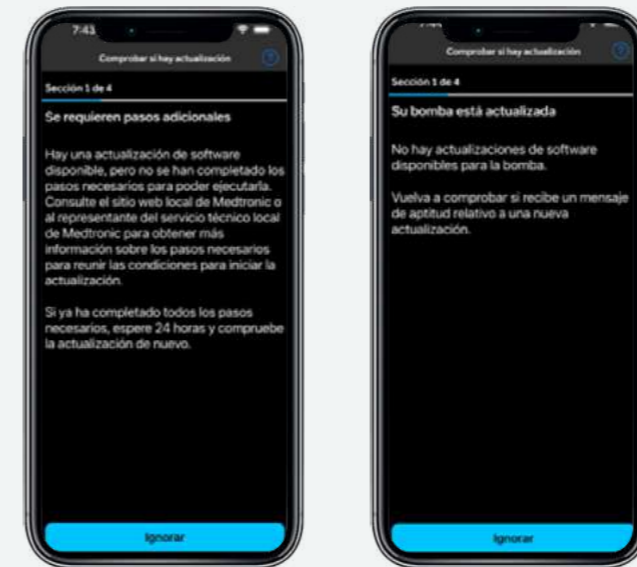 7:43
Comprobar si hay actualización
Sección 1 de 4
Se requieren pasos adicionales
Hay una actualización de software
disponible, pero no se han completado los
pasos necesarios para poder ejecutarla.
Consulte el sitio web local de Medtronic o
al representante del servicio técnico local
de Medtronic para obtener más
información sobre los pasos necesarios
para reunir las condiciones para iniciar la
actualización.
Si ya ha completado todos los pasos
necesarios, espere 24 horas y compruebe
la actualización de nuevo.
Ignorar
Comprobar si hay actualización
Sección 1 de 4
Su bomba está actualizada
No hay actualizaciones de software
disponibles para la bomba.
Vuelva a comprobar si recibe un mensaje
de aptitud relativo a una nueva
actualización.
Ignorar